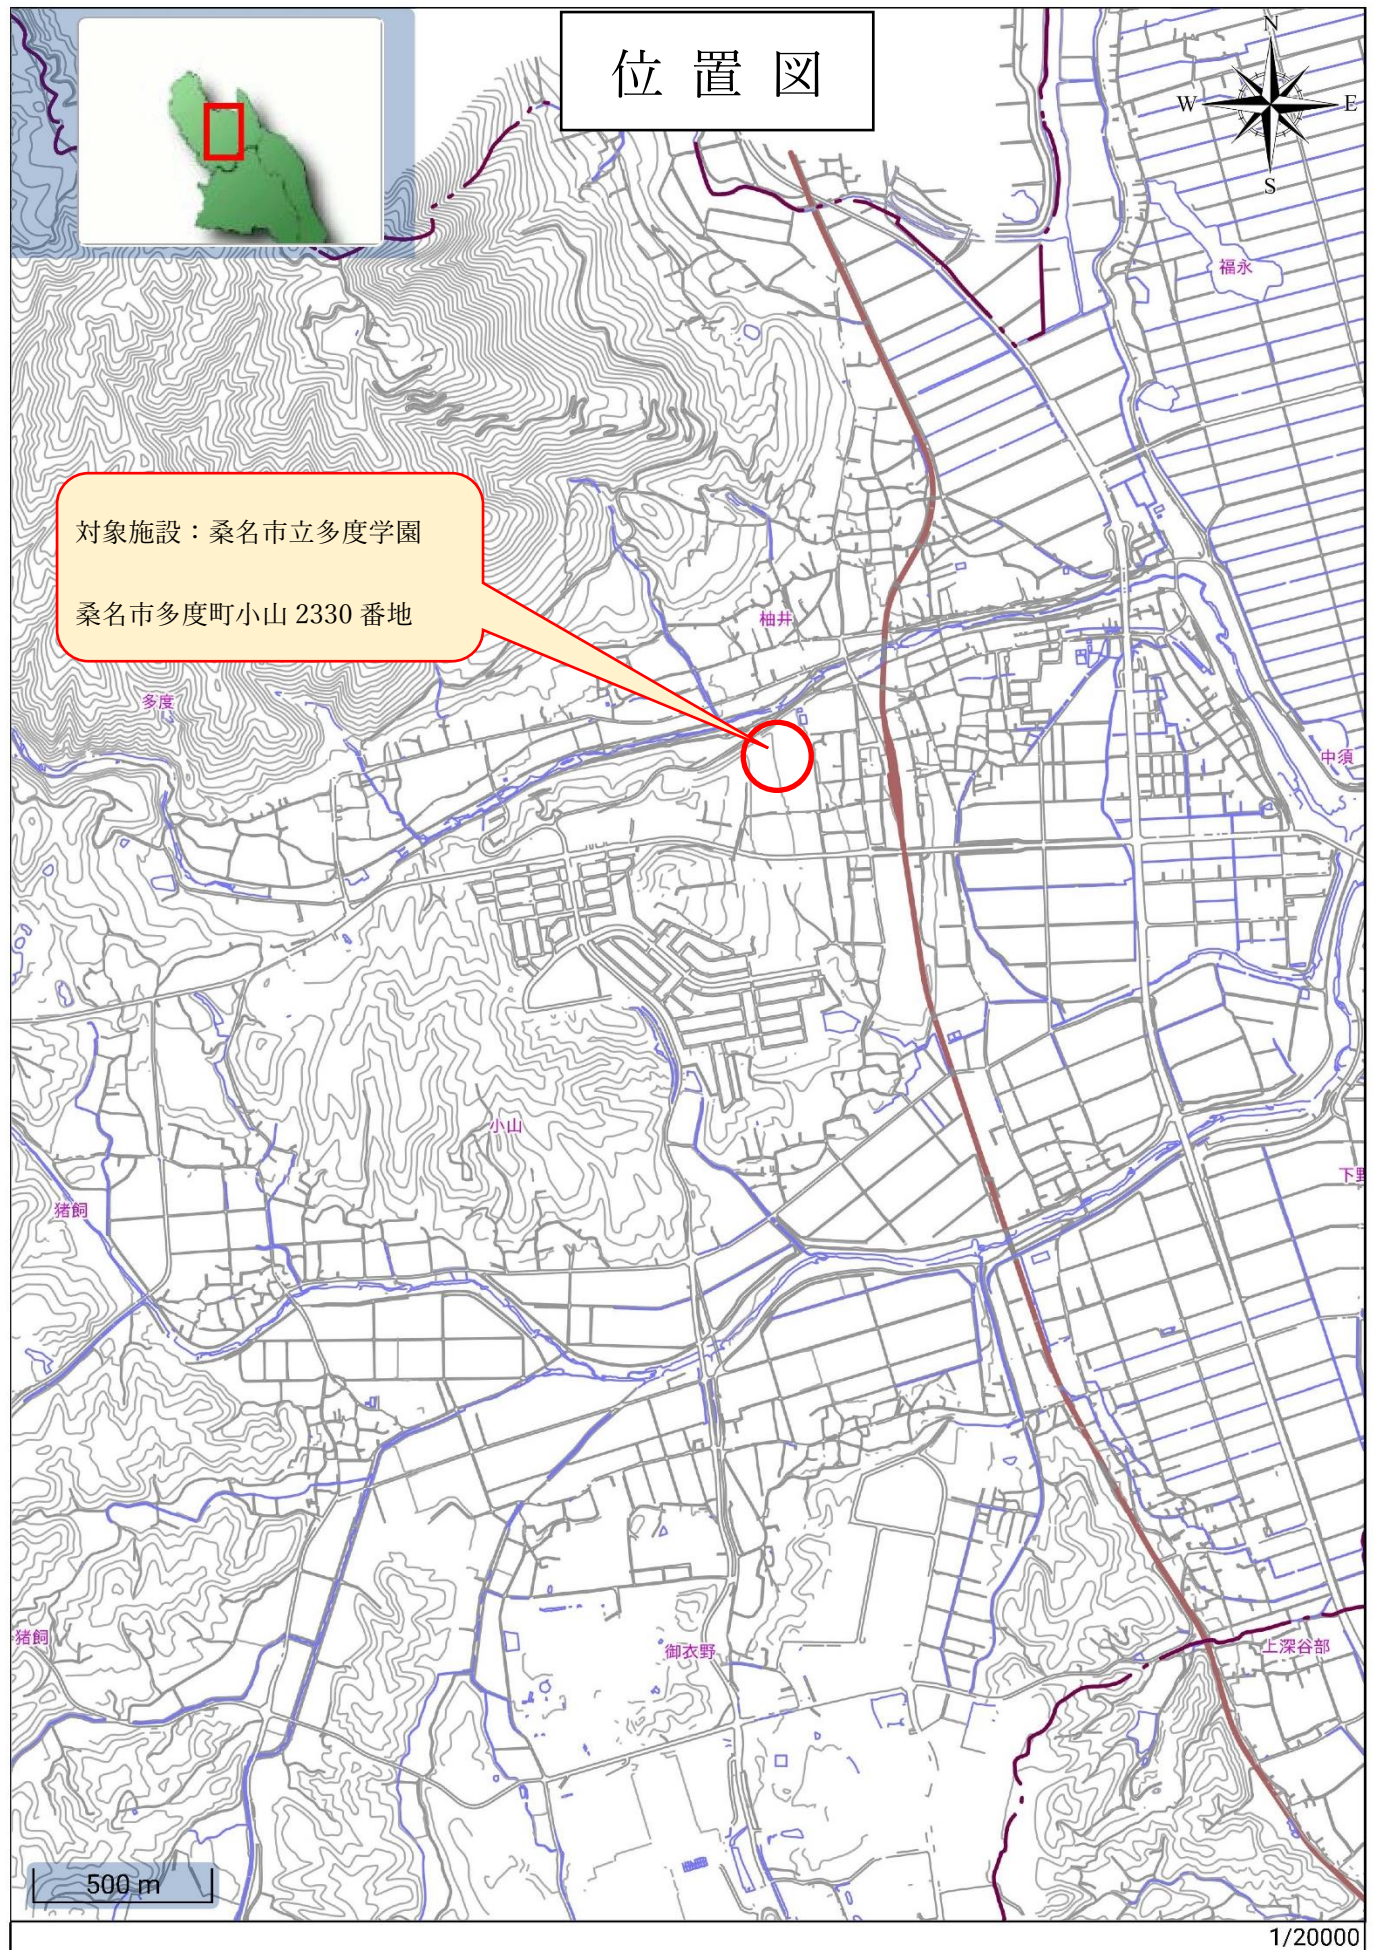 位置図
N
W
E
S
福永
対象施設：桑名市立多度学園
桑名市多度町小山 2330 番地
柚井
多度
中須
小山
下野
猪飼
猪飼
御衣野
上深谷部
500 m
1/20000